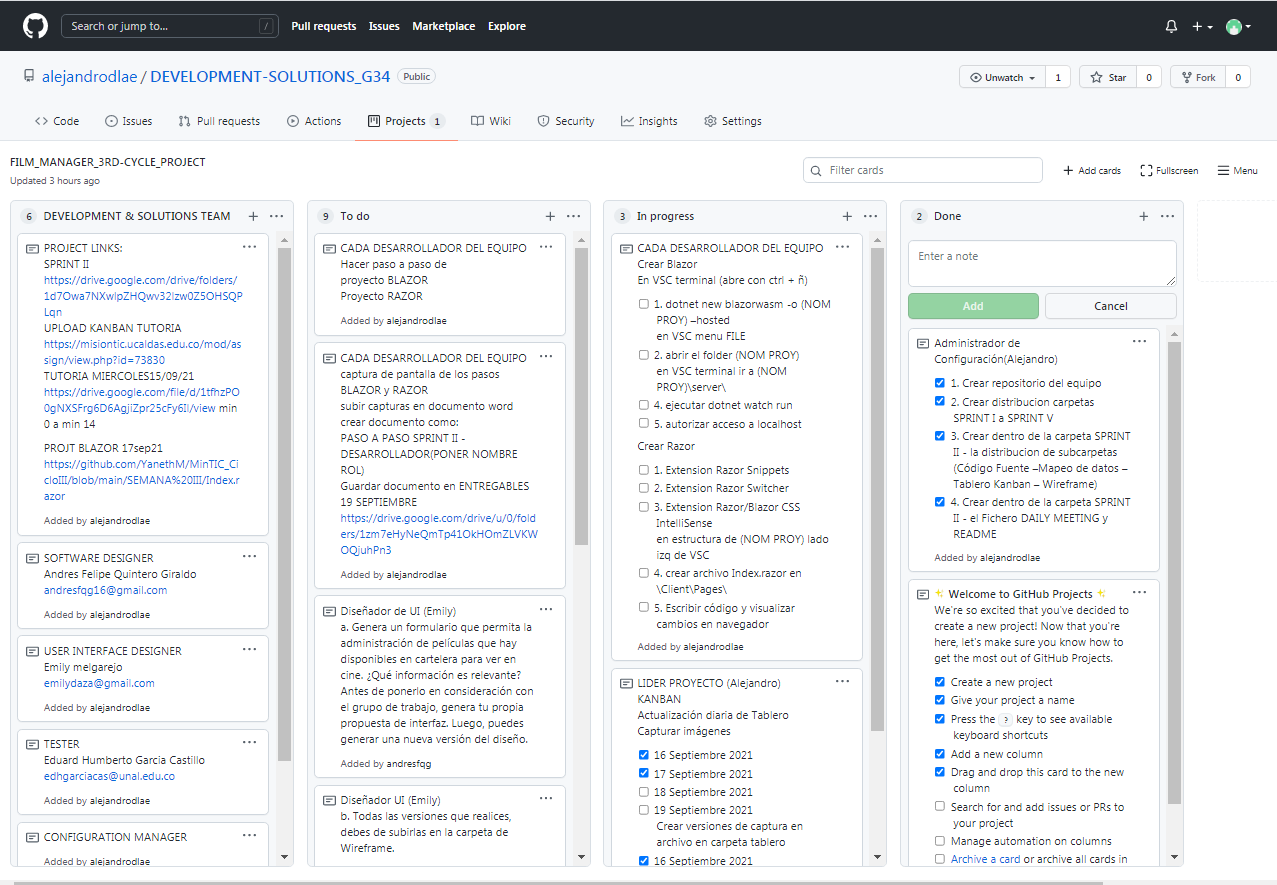 Search or jump to...
/
Pull requests
Issues
Marketplace
Explore
alejandrodlae / DEVELOPMENT-SOLUTIONS_G34
Public
Unwatch
1
Star
0
Fork
0
Code
Issues
Pull requests
Actions
Projects 1
Wiki
Security
Insights
Settings
FILM_MANAGER_3RD-CYCLE_PROJECT
Updated 3 hours ago
Filter cards
Add cards
Fullscreen
Menu
6 DEVELOPMENT & SOLUTIONS TEAM
PROJECT LINKS:
SPRINT II
https://drive.google.com/drive/folders/
UPLOAD KANBAN TUTORIA
https://misiontic.ucaldas.edu.co/mod/as
sign/view.php?id=73830
TUTORIA MIERCOLES15/09/21
min
0 a min 14
PROJT BLAZOR 17sep21
https://github.com/YanethM/MinTIC_Ci
cloIII/blob/main/SEMANA%20III/Index.r
azor
Added by alejandrodlae
SOFTWARE DESIGNER
Andres Felipe Quintero Giraldo
andresfqg16@gmail.com
Added by alejandrodlae
USER INTERFACE DESIGNER
Emily melgarejo
emilydaza@gmail.com
Added by alejandrodlae
TESTER
Eduard Humberto Garcia Castillo
edhgarciacas@unal.edu.co
Added by alejandrodlae
CONFIGURATION MANAGER
Added by alejandrodlae
9 To do
CADA DESARROLLADOR DEL EQUIPO
Hacer paso a paso de
proyecto BLAZOR
Proyecto RAZOR
Added by alejandrodlae
CADA DESARROLLADOR DEL EQUIPO
captura de pantalla de los pasos
BLAZOR y RAZOR
subir capturas en documento word
crear documento como:
PASO A PASO SPRINT II -
DESARROLLADOR(PONER NOMBRE
ROL)
Guardar documento en ENTREGABLES
19 SEPTIEMBRE
https://drive.google.com/drive/u/0/fold
ers/1zm7eHyNeQmTp41OkHOmZLVKW
OQjuhPn3
Added by alejandrodlae
Diseñador de UI (Emily)
a. Genera un formulario que permita la
administración de películas que hay
disponibles en cartelera para ver en
cine. ¿Qué información es relevante?
Antes de ponerlo en consideración con
el grupo de trabajo, genera tu propia
propuesta de interfaz. Luego, puedes
generar una nueva versión del diseño.
Added by andresfqg
Diseñador UI (Emily)
b. Todas las versiones que realices,
debes de subirlas en la carpeta de
Wireframe.
3 In progress
CADA DESARROLLADOR DEL EQUIPO
Crear Blazor
En VSC terminal (abre con ctrl + ñ)
1. dotnet new blazorwasm -o (NOM
PROY) –hosted
en VSC menu FILE
2. abrir el folder (NOM PROY)
en VSC terminal ir a (NOM
PROY)\server\
4. ejecutar dotnet watch run
5. autorizar acceso a localhost
Crear Razor
1. Extension Razor Snippets
2. Extension Razor Switcher
3. Extension Razor/Blazor CSS
IntelliSense
en estructura de (NOM PROY) lado
izq de VSC
4. crear archivo Index.razor en
\Client\Pages\
5. Escribir código y visualizar
cambios en navegador
Added by alejandrodlae
LIDER PROYECTO (Alejandro)
KANBAN
Actualización diaria de Tablero
Capturar imágenes
16 Septiembre 2021
17 Septiembre 2021
18 Septiembre 2021
19 Septiembre 2021
Crear versiones de captura en
archivo en carpeta tablero
16 Septiembre 2021
2 Done
Enter a note
Add
Cancel
Administrador de
Configuración(Alejandro)
1. Crear repositorio del equipo
2. Crear distribucion carpetas
SPRINT I a SPRINT V
3. Crear dentro de la carpeta SPRINT
II - la distribucion de subcarpetas
(Código Fuente –Mapeo de datos –
Tablero Kanban – Wireframe)
4. Crear dentro de la carpeta SPRINT
II - el Fichero DAILY MEETING y
README
Added by alejandrodlae
✨ Welcome to GitHub Projects ✨
We're so excited that you've decided to
create a new project! Now that you're
here, let's make sure you know how to
get the most out of GitHub Projects.
Create a new project
Give your project a name
Press the ? key to see available
keyboard shortcuts
Add a new column
Drag and drop this card to the new
column
Search for and add issues or PRs to
your project
Manage automation on columns
Archive a card or archive all cards in